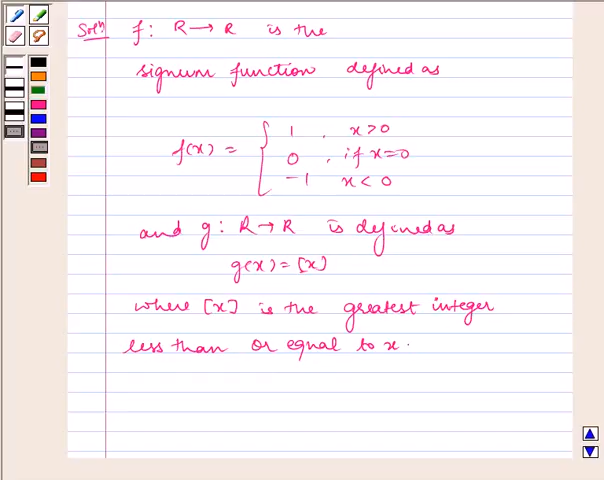 Solⁿ f: R→R is the
signum function defined as
f(x) = { 1 , x>0
0 , if x=0
-1 x<0
and g: R→R is defined as
g(x)=[x]
where [x] is the greatest integer
less than or equal to x.